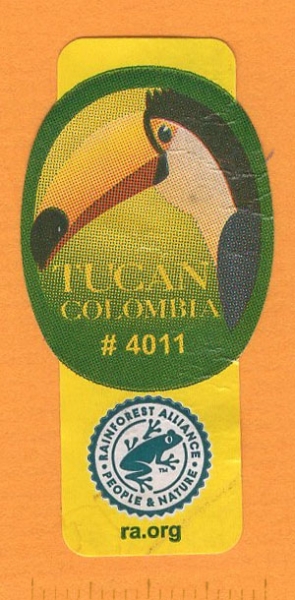 TUCAN
COLOMBIA
# 4011
RAINFOREST ALLIANCE
PEOPLE & NATURE
TM
ra.org